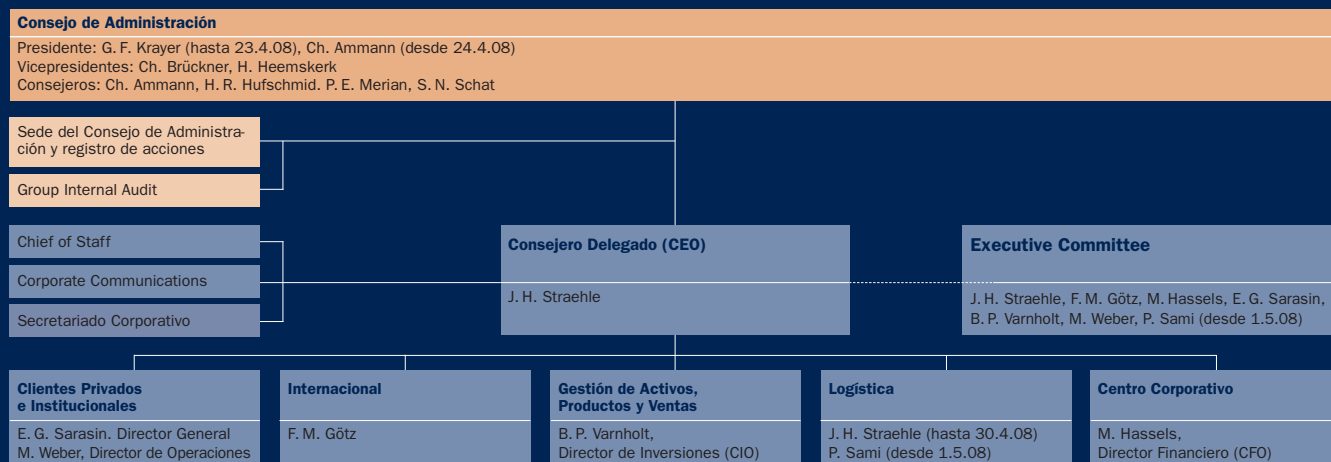 Consejo de Administración
Presidente: G. F. Krayer (hasta 23.4.08), Ch. Ammann (desde 24.4.08)
Vicepresidentes: Ch. Brückner, H. Heemskerk
Consejeros: Ch. Ammann, H. R. Hufschmid. P. E. Merian, S. N. Schat
Sede del Consejo de Administra-
ción y registro de acciones
Group Internal Audit
Chief of Staff
Corporate Communications
Secretariado Corporativo
Consejero Delegado (CEO)
J. H. Straehle
Executive Committee
J. H. Straehle, F. M. Götz, M. Hassels, E. G. Sarasin,
B. P. Varnholt, M. Weber, P. Sami (desde 1.5.08)
Clientes Privados
e Institucionales
E. G. Sarasin. Director General
M. Weber, Director de Operaciones
Internacional
F. M. Götz
Gestión de Activos,
Productos y Ventas
B. P. Varnholt,
Director de Inversiones (CIO)
Logística
J. H. Straehle (hasta 30.4.08)
P. Sami (desde 1.5.08)
Centro Corporativo
M. Hassels,
Director Financiero (CFO)